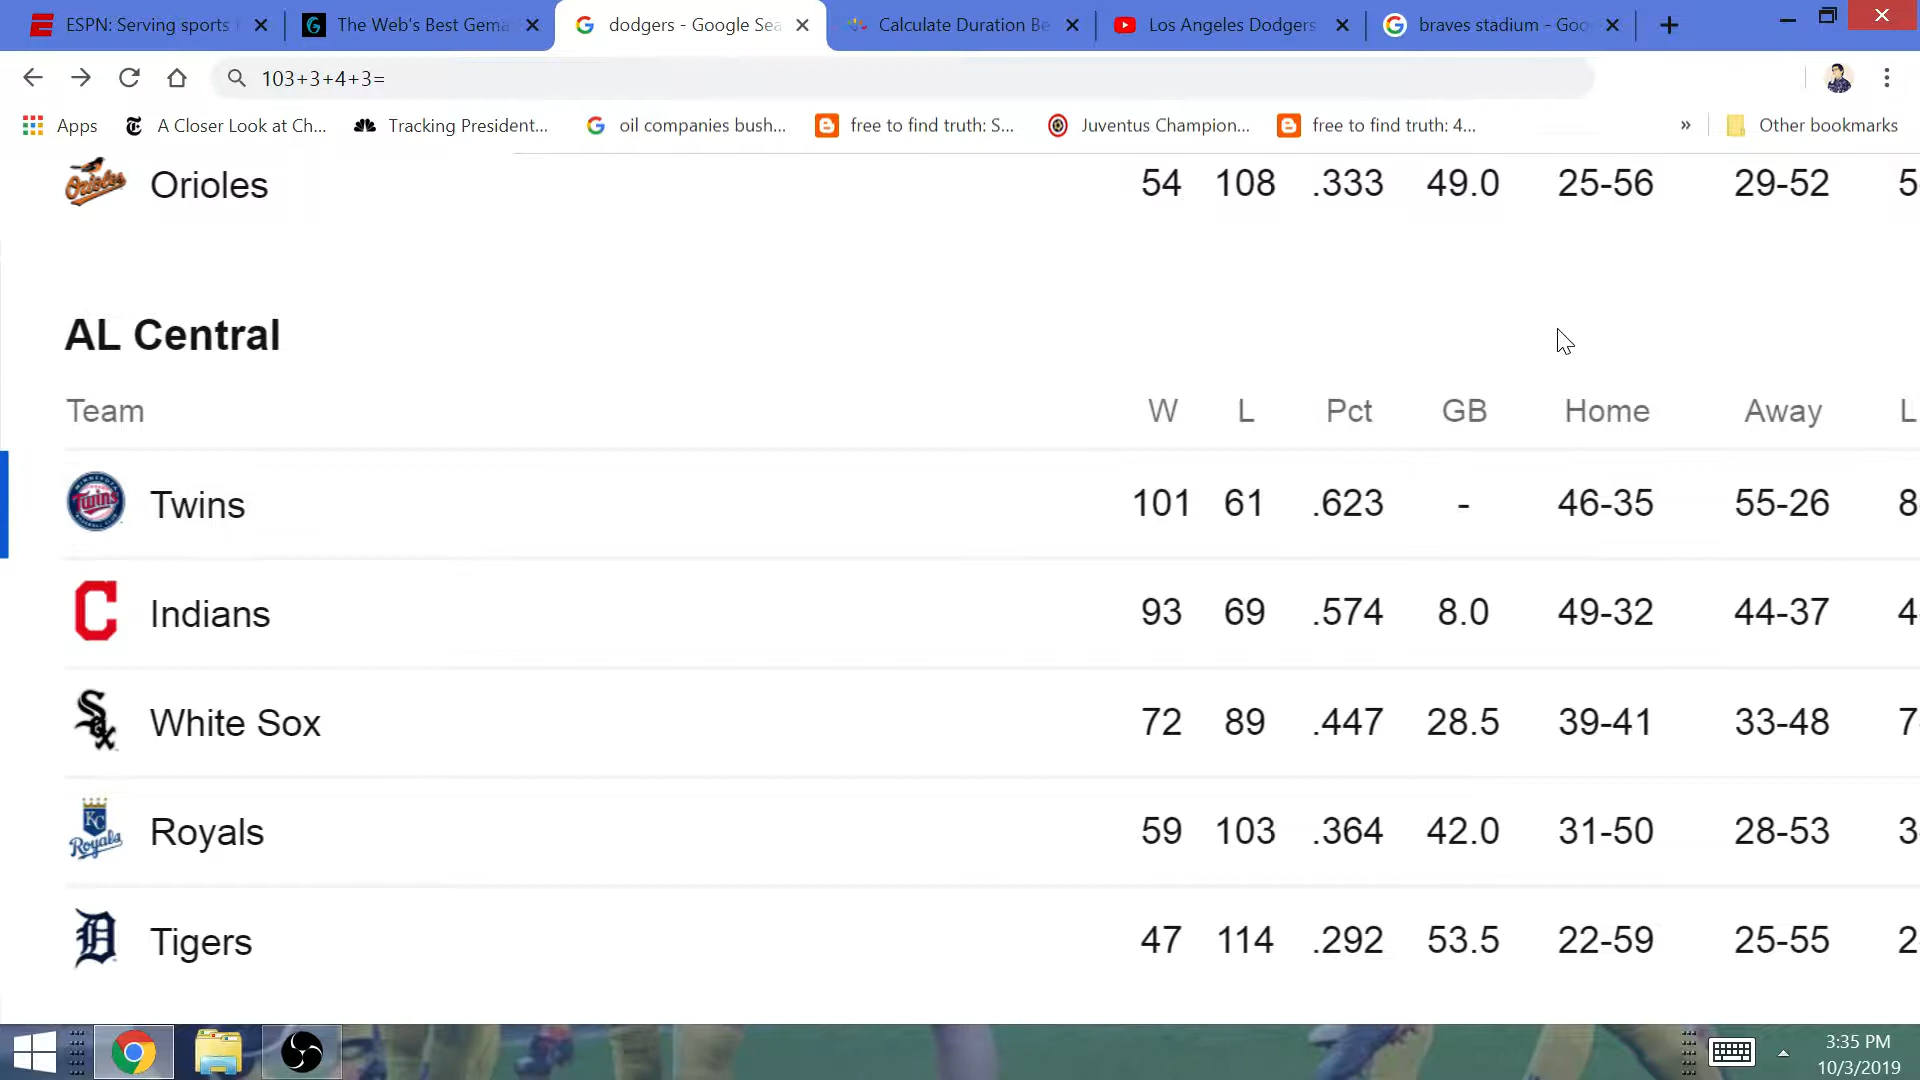 ESPN: Serving sports
The Web's Best Gema
dodgers - Google Sea
Calculate Duration Be
Los Angeles Dodgers
braves stadium - Goo
103+3+4+3=
Apps
A Closer Look at Ch...
Tracking President...
oil companies bush...
free to find truth: S...
Juventus Champion...
free to find truth: 4...
»
Other bookmarks
Orioles 54 108 .333 49.0 25-56 29-52 5
AL Central
Team W L Pct GB Home Away L
Twins 101 61 .623 - 46-35 55-26 8
Indians 93 69 .574 8.0 49-32 44-37 4
White Sox 72 89 .447 28.5 39-41 33-48 7
Royals 59 103 .364 42.0 31-50 28-53 3
Tigers 47 114 .292 53.5 22-59 25-55 2
3:35 PM
10/3/2019